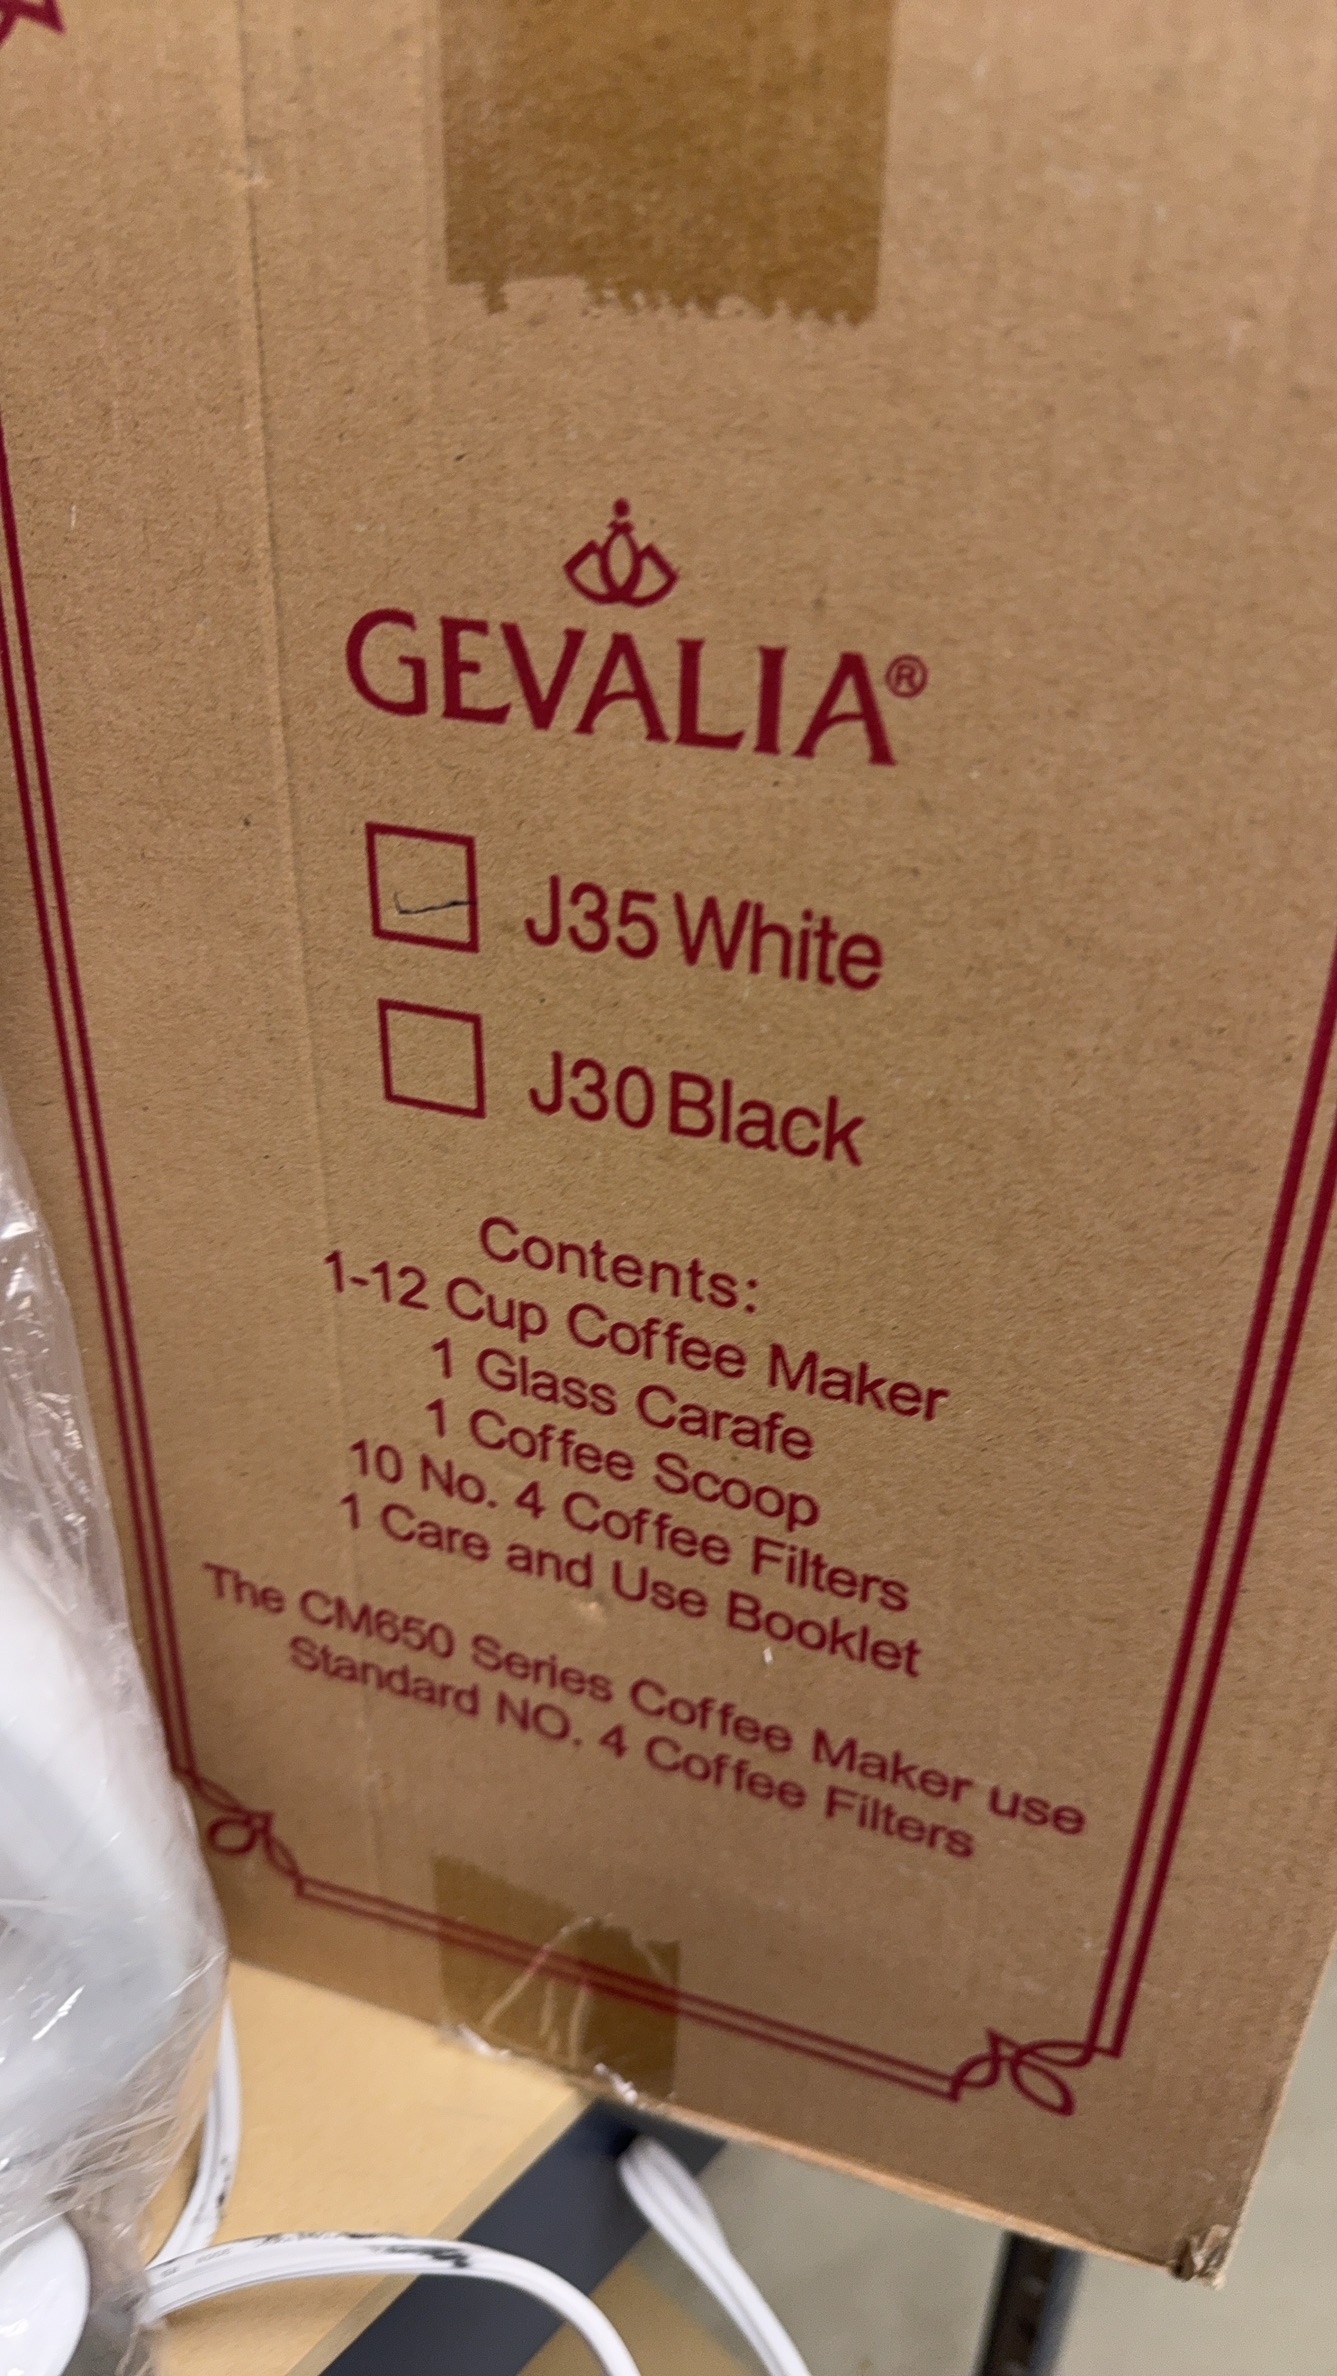 GEVALIA®
J35 White
J30 Black
Contents:
1-12 Cup Coffee Maker
1 Glass Carafe
1 Coffee Scoop
10 No. 4 Coffee Filters
1 Care and Use Booklet
The CM650 Series Coffee Maker use
Standard NO. 4 Coffee Filters